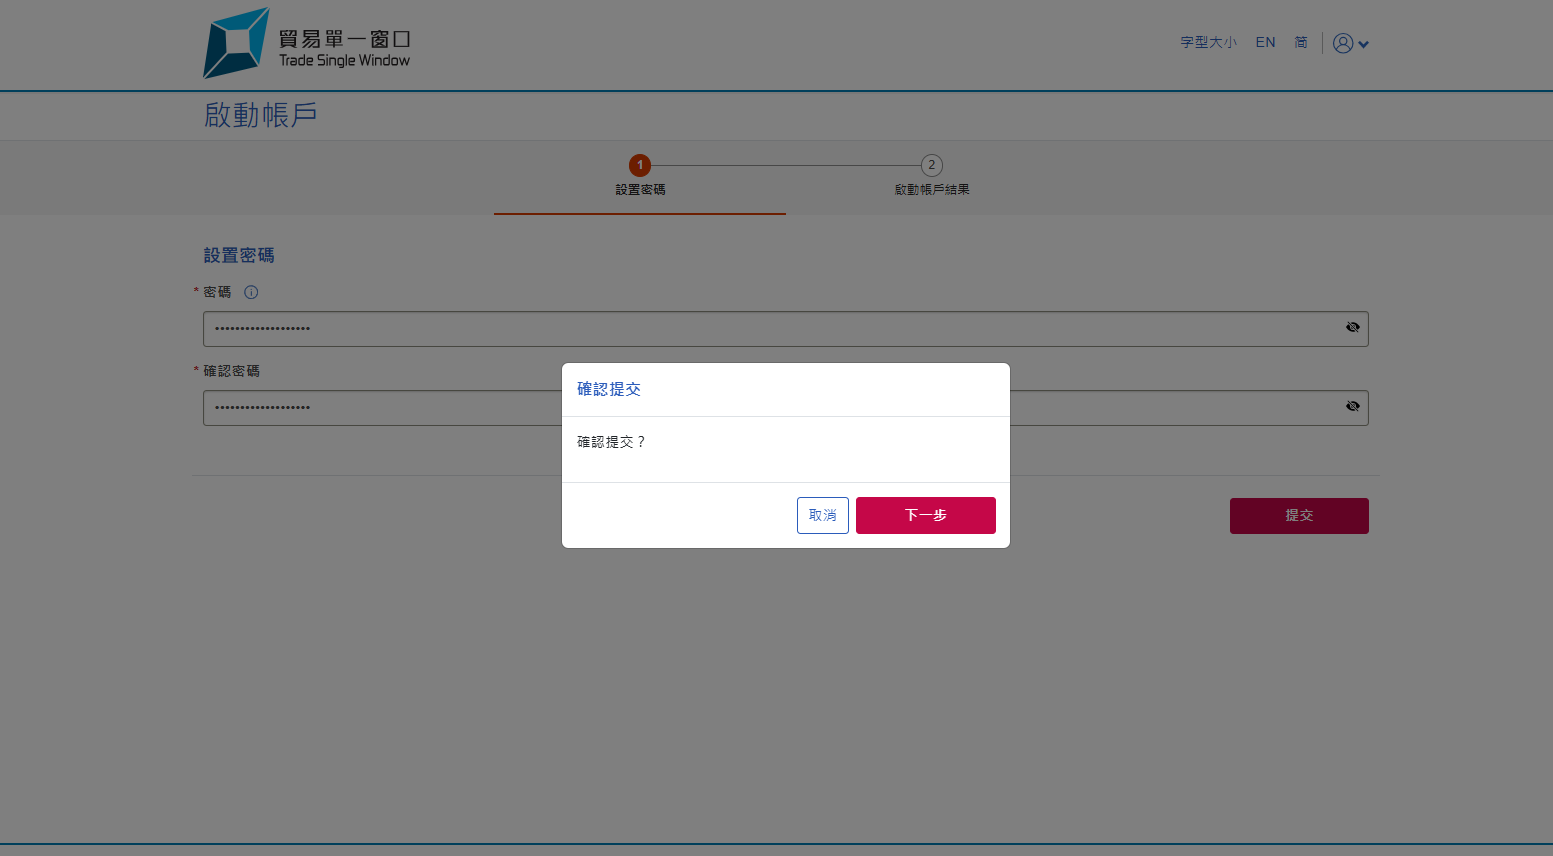 貿易單一窗口
Trade Single Window
字型大小 EN 简
啟動帳戶
1 2
設置密碼 啟動帳戶結果
設置密碼
* 密碼
* 確認密碼
確認提交
確認提交？
取消 下一步
提交